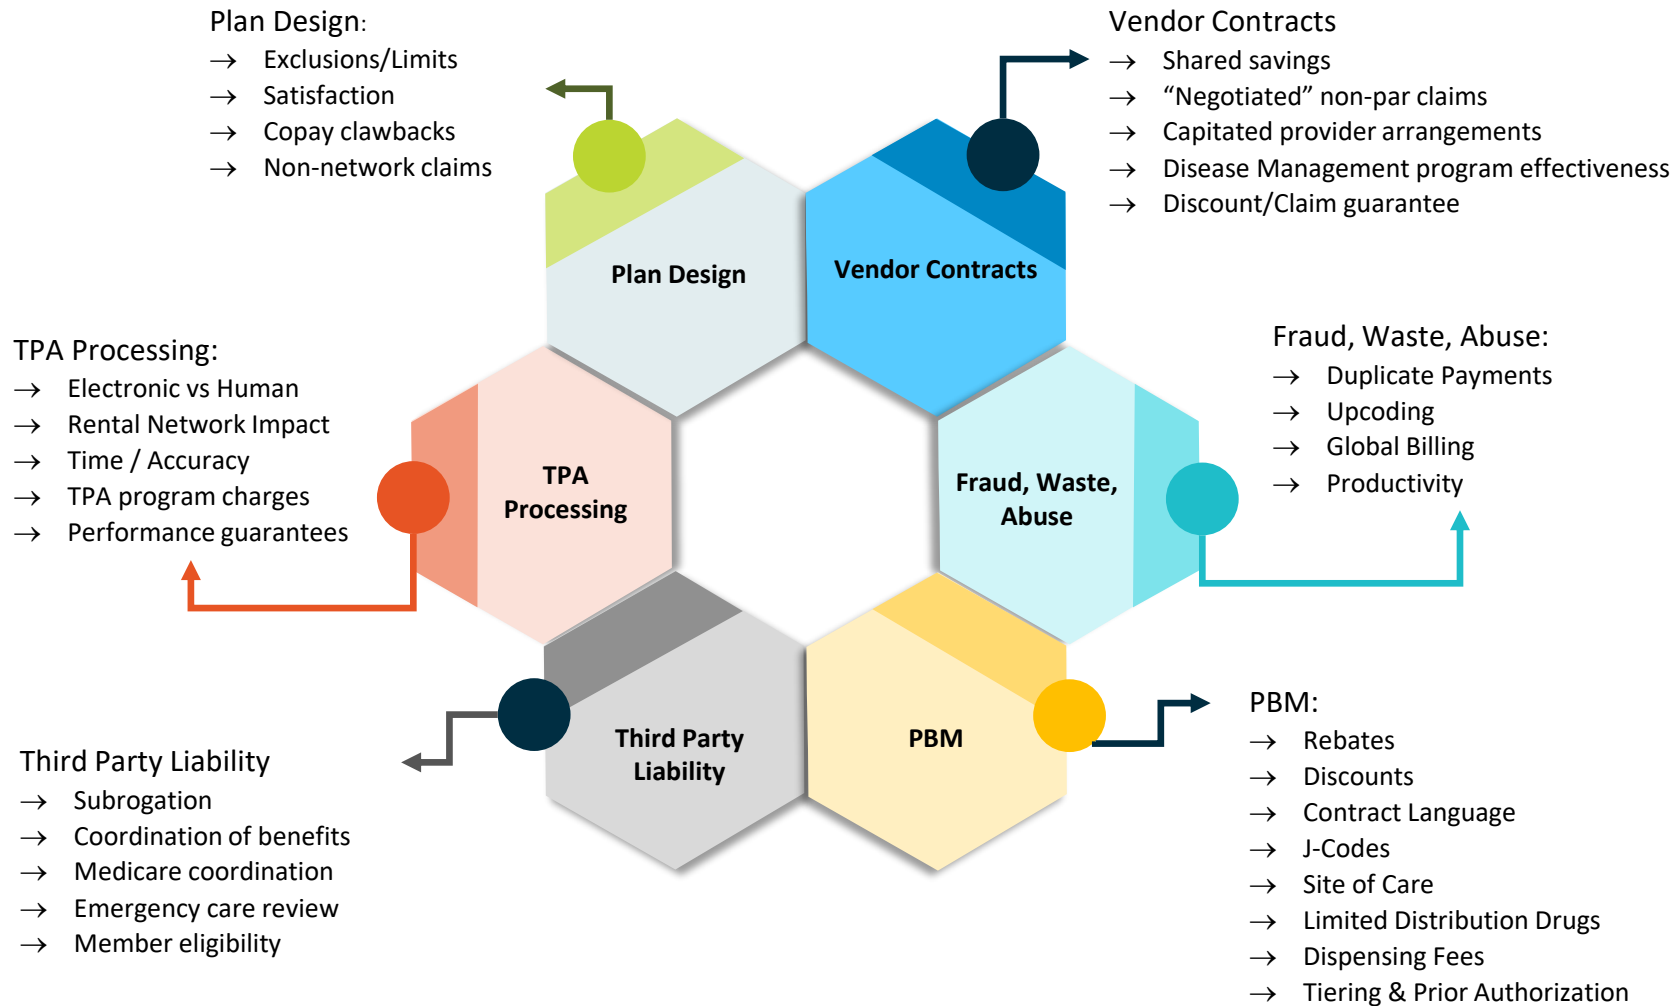 Plan Design:
→ Exclusions/Limits
→ Satisfaction
→ Copay clawbacks
→ Non-network claims
Vendor Contracts
→ Shared savings
→ “Negotiated” non-par claims
→ Capitated provider arrangements
→ Disease Management program effectiveness
→ Discount/Claim guarantee
Plan Design
Vendor Contracts
TPA Processing:
→ Electronic vs Human
→ Rental Network Impact
→ Time / Accuracy
→ TPA program charges
→ Performance guarantees
TPA
Processing
Fraud, Waste,
Abuse
Fraud, Waste, Abuse:
→ Duplicate Payments
→ Upcoding
→ Global Billing
→ Productivity
Third Party
Liability
PBM
Third Party Liability
→ Subrogation
→ Coordination of benefits
→ Medicare coordination
→ Emergency care review
→ Member eligibility
PBM:
→ Rebates
→ Discounts
→ Contract Language
→ J-Codes
→ Site of Care
→ Limited Distribution Drugs
→ Dispensing Fees
→ Tiering & Prior Authorization